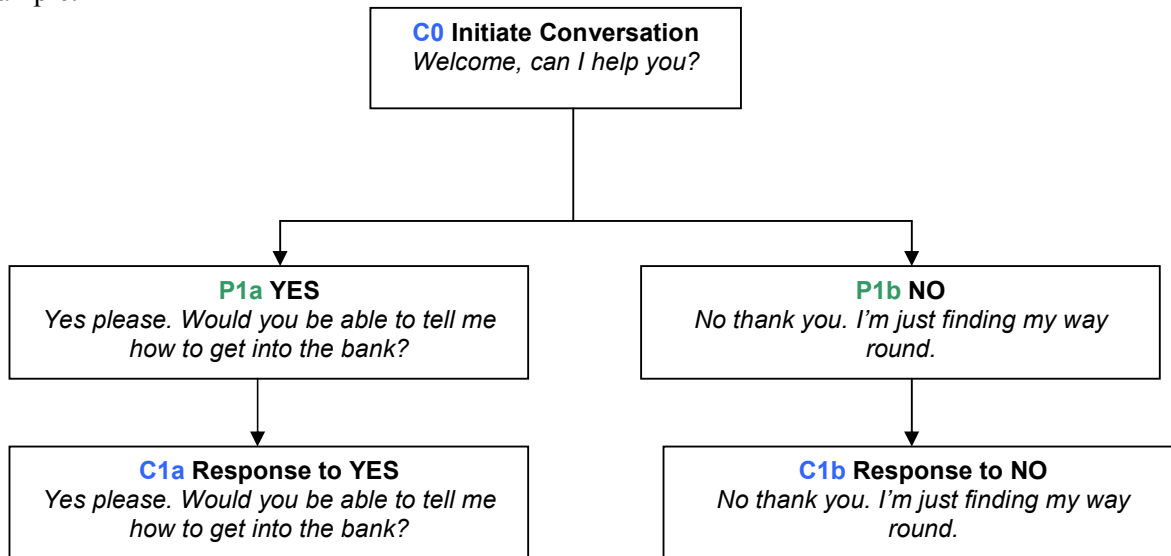 C0 Initiate Conversation
Welcome, can I help you?
P1a YES
Yes please. Would you be able to tell me
how to get into the bank?
P1b NO
No thank you. I'm just finding my way
round.
C1a Response to YES
Yes please. Would you be able to tell me
how to get into the bank?
C1b Response to NO
No thank you. I'm just finding my way
round.